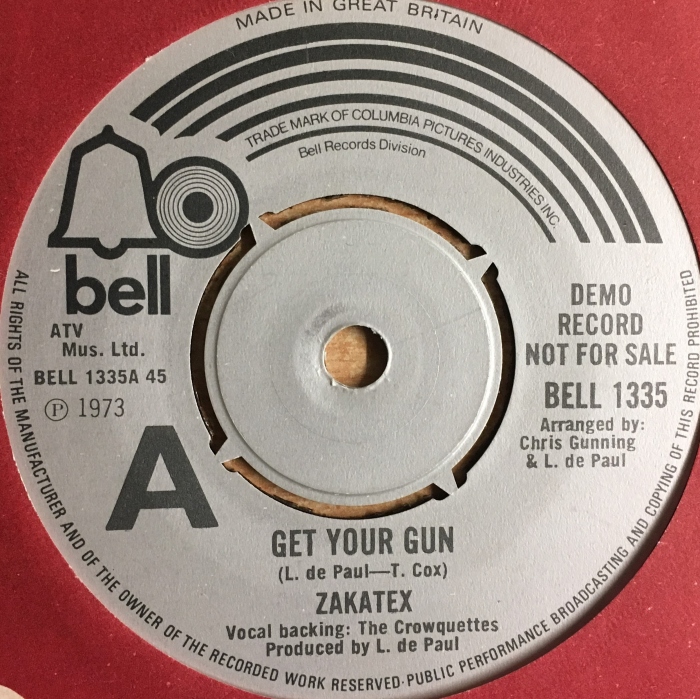 MADE IN GREAT BRITAIN
TRADE MARK OF COLUMBIA PICTURES INDUSTRIES INC.
Bell Records Division
bell
ATV
Mus. Ltd.
BELL 1335A 45
Ⓟ 1973
A
DEMO
RECORD
NOT FOR SALE
BELL 1335
Arranged by:
Chris Gunning
& L. de Paul
GET YOUR GUN
(L. de Paul—T. Cox)
ZAKATEX
Vocal backing: The Crowquettes
Produced by L. de Paul
ALL RIGHTS OF THE MANUFACTURER AND OF THE OWNER OF THE RECORDED WORK RESERVED·PUBLIC PERFORMANCE BROADCASTING AND COPYING OF THIS RECORD PROHIBITED